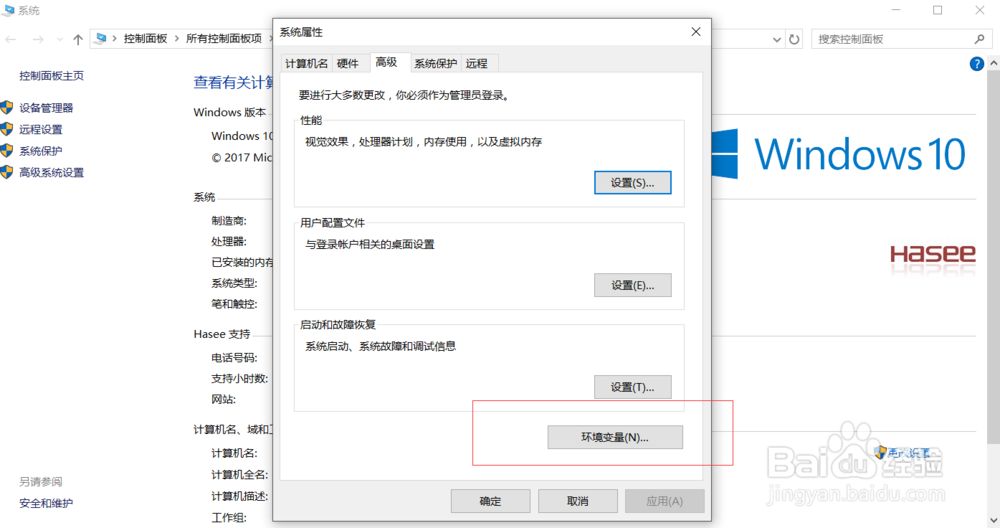 系统
控制面板
所有控制面板项
搜索控制面板
控制面板主页
设备管理器
远程设置
系统保护
高级系统设置
另请参阅
安全和维护
查看有关计算
Windows 版本
Windows 10
© 2017 Mic
系统
制造商:
处理器:
已安装的内存
系统类型:
笔和触控:
Hasee 支持
电话号码:
支持小时数:
网站:
计算机名、域和工
计算机名:
计算机全名:
计算机描述:
工作组:
系统属性
计算机名 硬件 高级 系统保护 远程
要进行大多数更改，你必须作为管理员登录。
性能
视觉效果，处理器计划，内存使用，以及虚拟内存
设置(S)...
用户配置文件
与登录帐户相关的桌面设置
设置(E)...
启动和故障恢复
系统启动、系统故障和调试信息
设置(T)...
环境变量(N)...
确定 取消 应用(A)
Windows 10
Hasee
Baidu 经验
jingyan.baidu.com